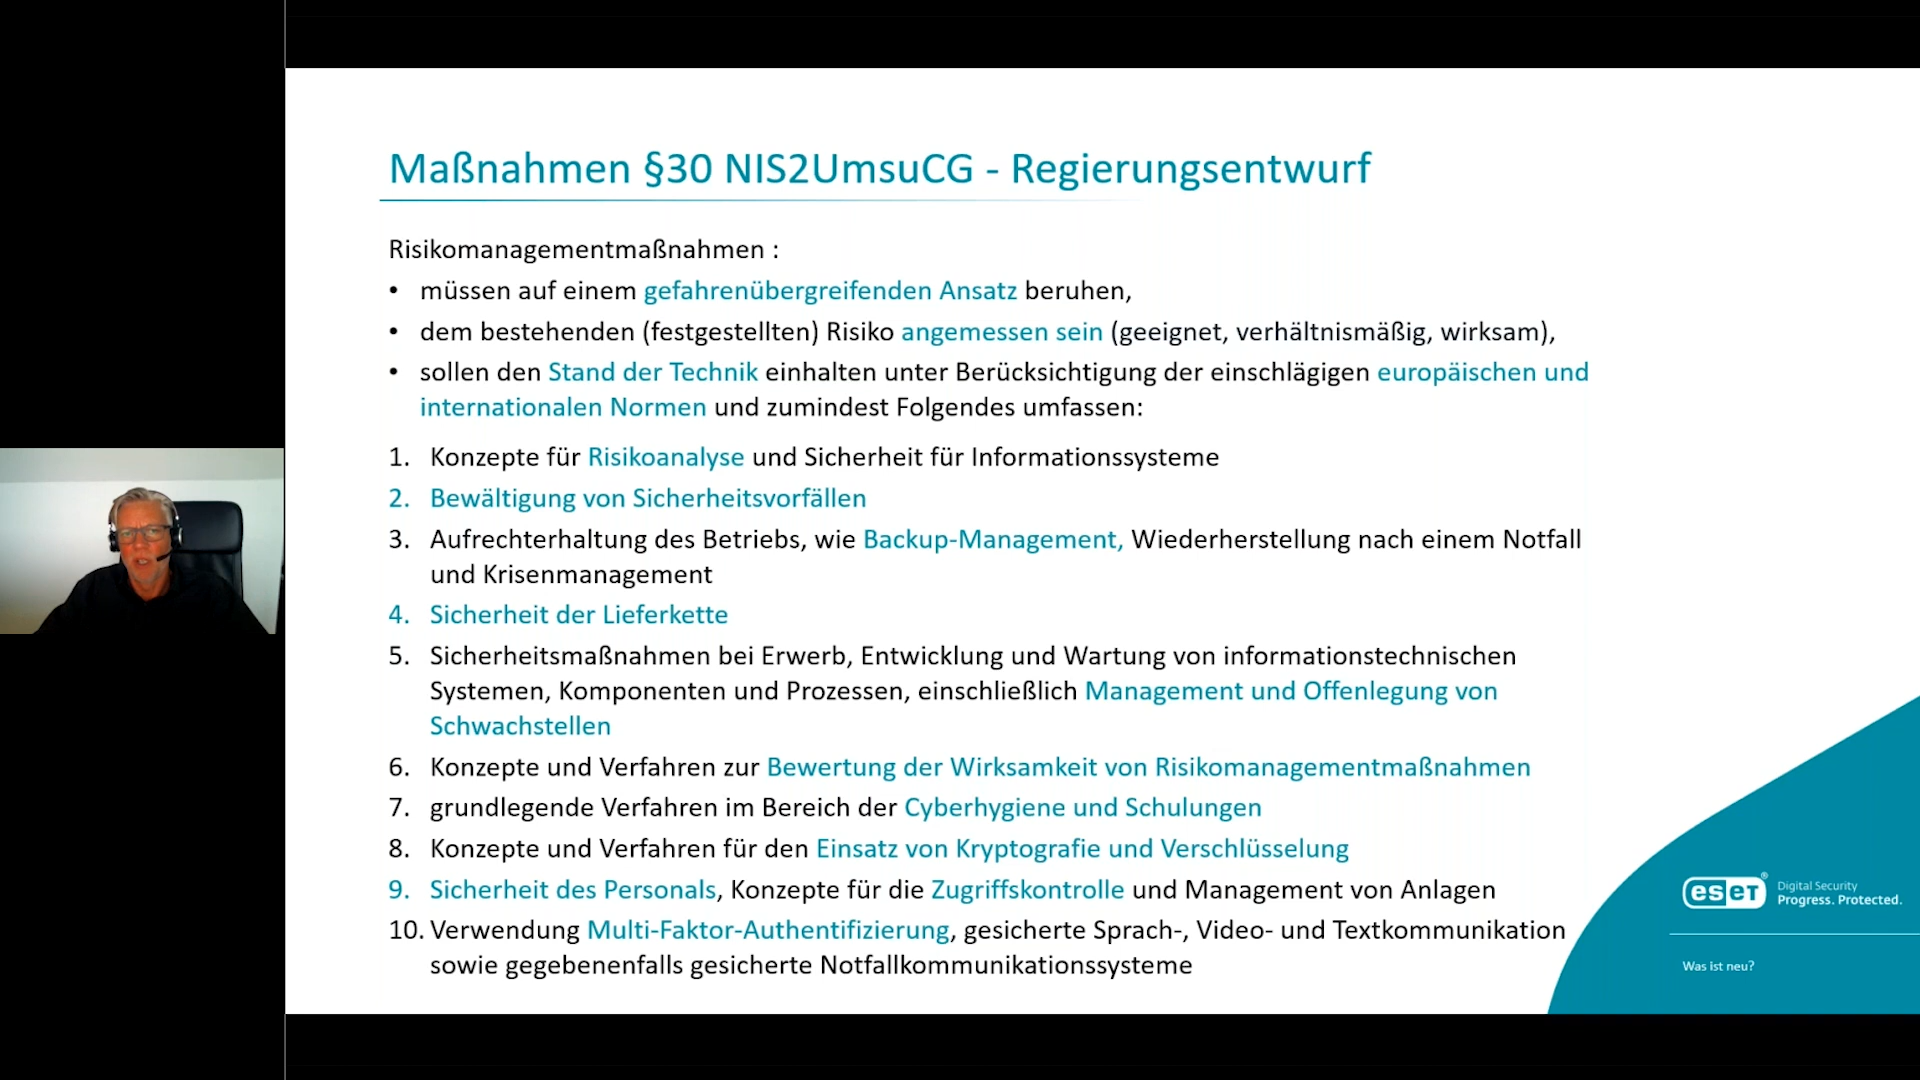 Maßnahmen §30 NIS2UmsuCG - Regierungsentwurf
Risikomanagementmaßnahmen :
• müssen auf einem gefahrenübergreifenden Ansatz beruhen,
• dem bestehenden (festgestellten) Risiko angemessen sein (geeignet, verhältnismäßig, wirksam),
• sollen den Stand der Technik einhalten unter Berücksichtigung der einschlägigen europäischen und
internationalen Normen und zumindest Folgendes umfassen:
1. Konzepte für Risikoanalyse und Sicherheit für Informationssysteme
2. Bewältigung von Sicherheitsvorfällen
3. Aufrechterhaltung des Betriebs, wie Backup-Management, Wiederherstellung nach einem Notfall
und Krisenmanagement
4. Sicherheit der Lieferkette
5. Sicherheitsmaßnahmen bei Erwerb, Entwicklung und Wartung von informationstechnischen
Systemen, Komponenten und Prozessen, einschließlich Management und Offenlegung von
Schwachstellen
6. Konzepte und Verfahren zur Bewertung der Wirksamkeit von Risikomanagementmaßnahmen
7. grundlegende Verfahren im Bereich der Cyberhygiene und Schulungen
8. Konzepte und Verfahren für den Einsatz von Kryptografie und Verschlüsselung
9. Sicherheit des Personals, Konzepte für die Zugriffskontrolle und Management von Anlagen
10. Verwendung Multi-Faktor-Authentifizierung, gesicherte Sprach-, Video- und Textkommunikation
sowie gegebenenfalls gesicherte Notfallkommunikationssysteme
eset®
Digital Security
Progress. Protected.
Was ist neu?